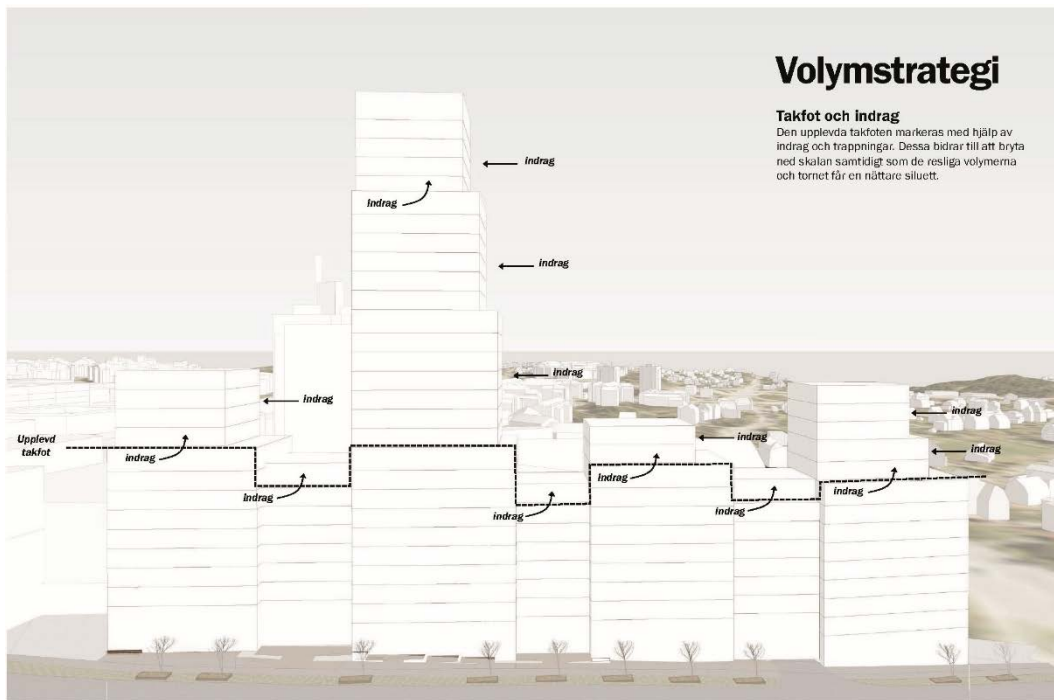 Volymstrategi
Takfot och indrag
Den upplevda takfoten markeras med hjälp av
indrag och trappningar. Dessa bidrar till att bryta
ned skalan samtidigt som de resliga volymerna
och tornet får en nättare siluett.
indrag
indrag
indrag
indrag
indrag
indrag
Upplevd
takfot
indrag
indrag
indrag
indrag
indrag
indrag
indrag
indrag
indrag